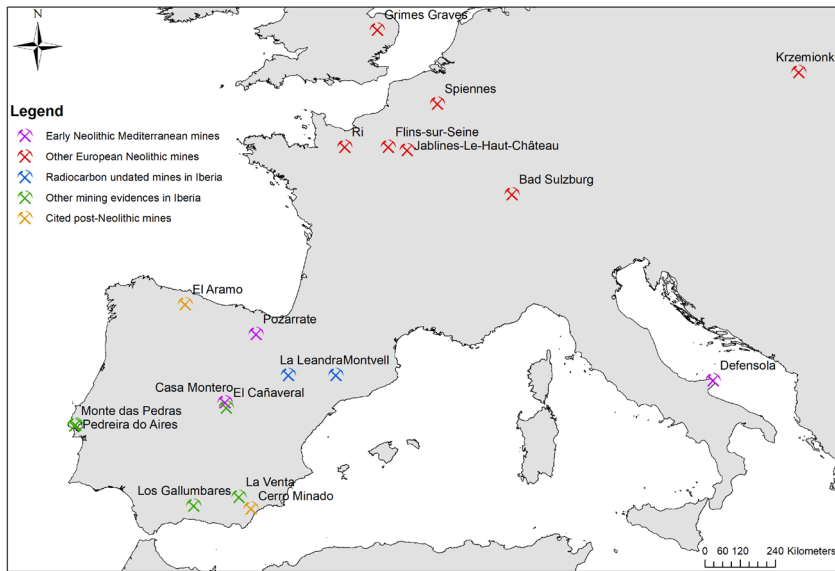 Grimes Graves
Krzemionk
Spiennes
Legend
Early Neolithic Mediterranean mines
Other European Neolithic mines
Radiocarbon undated mines in Iberia
Other mining evidences in Iberia
Cited post-Neolithic mines
Ri
Flins-sur-Seine
Jablines-Le-Haut-Château
Bad Sulzburg
El Aramo
Pozarrate
La Leandra
Montvell
Defensola
Casa Montero
El Cañaveral
Monte das Pedras
Pedreira do Aires
La Venta
Los Gallumbares
Cerro Minado
0 60 120 240 Kilometers